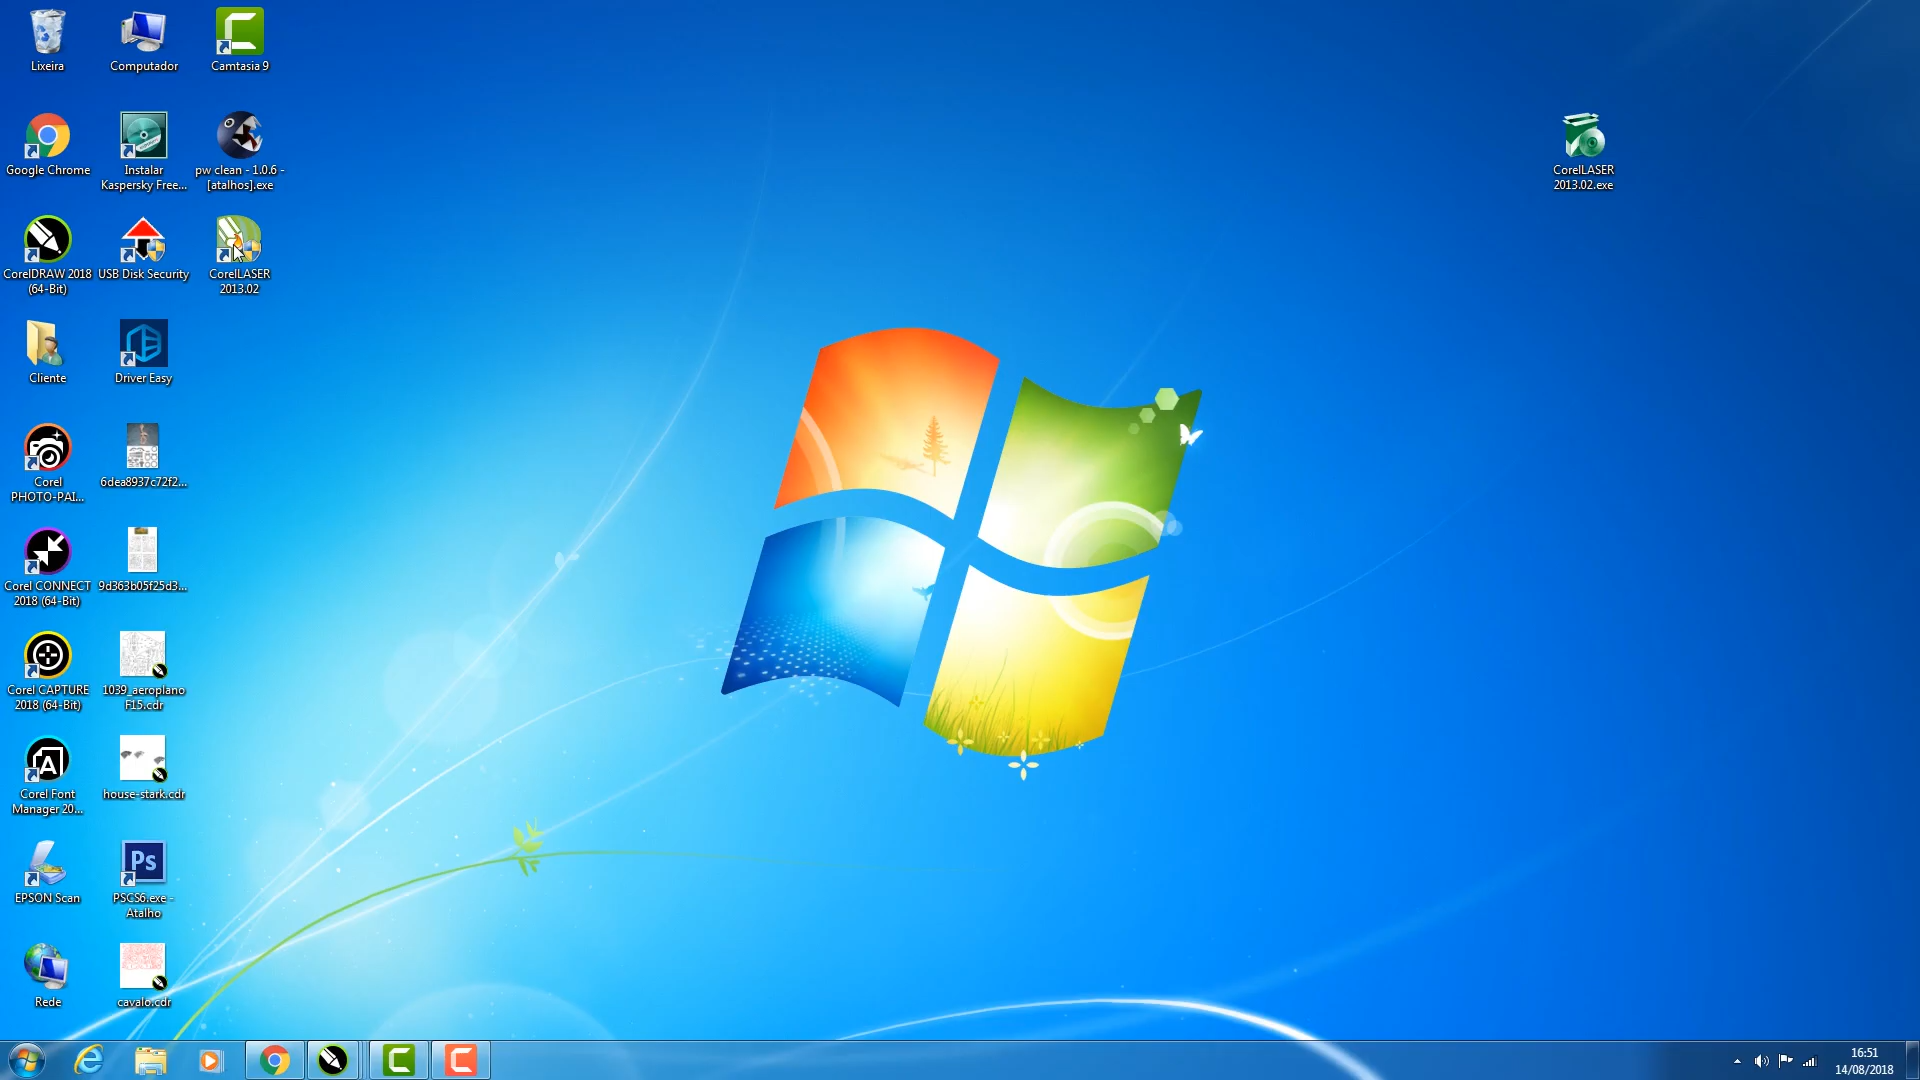 Lixeira
Computador
Camtasia 9
Google Chrome
Instalar
Kaspersky Free...
pw clean - 1.0.6 -
[atalhos].exe
CorelLASER
2013.02.exe
CorelDRAW 2018
(64-Bit)
USB Disk Security
CorelLASER
2013.02
Cliente
Driver Easy
Corel
PHOTO-PAI...
6dea8937c72f2...
Corel CONNECT
2018 (64-Bit)
9d363b05f25d3...
Corel CAPTURE
2018 (64-Bit)
1039_aeroplano
F15.cdr
Corel Font
Manager 20...
house-stark.cdr
EPSON Scan
Ps
PSCS6.exe -
Atalho
Rede
cavalo.cdr
16:51
14/08/2018